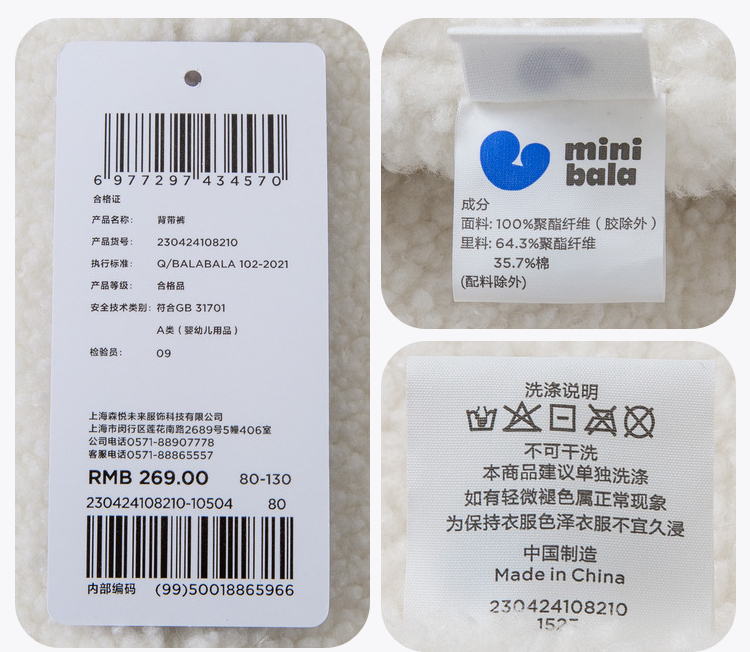 6 977297 434570
合格证
产品名称: 背带裤
产品货号: 230424108210
执行标准: Q/BALABALA 102-2021
产品等级: 合格品
安全技术类别: 符合GB 31701
A类（婴幼儿用品）
检验员: 09
上海森悦未来服饰科技有限公司
上海市闵行区莲花南路2689号5幢406室
公司电话0571-88907778
客服电话0571-88865557
RMB 269.00 80-130
230424108210-10504 80
内部编码 (99)50018865966
mini
bala
成分
面料: 100%聚酯纤维（胶除外）
里料: 64.3%聚酯纤维
35.7%棉
(配料除外)
洗涤说明
不可干洗
本商品建议单独洗涤
如有轻微褪色属正常现象
为保持衣服色泽衣服不宜久浸
中国制造
Made in China
230424108210